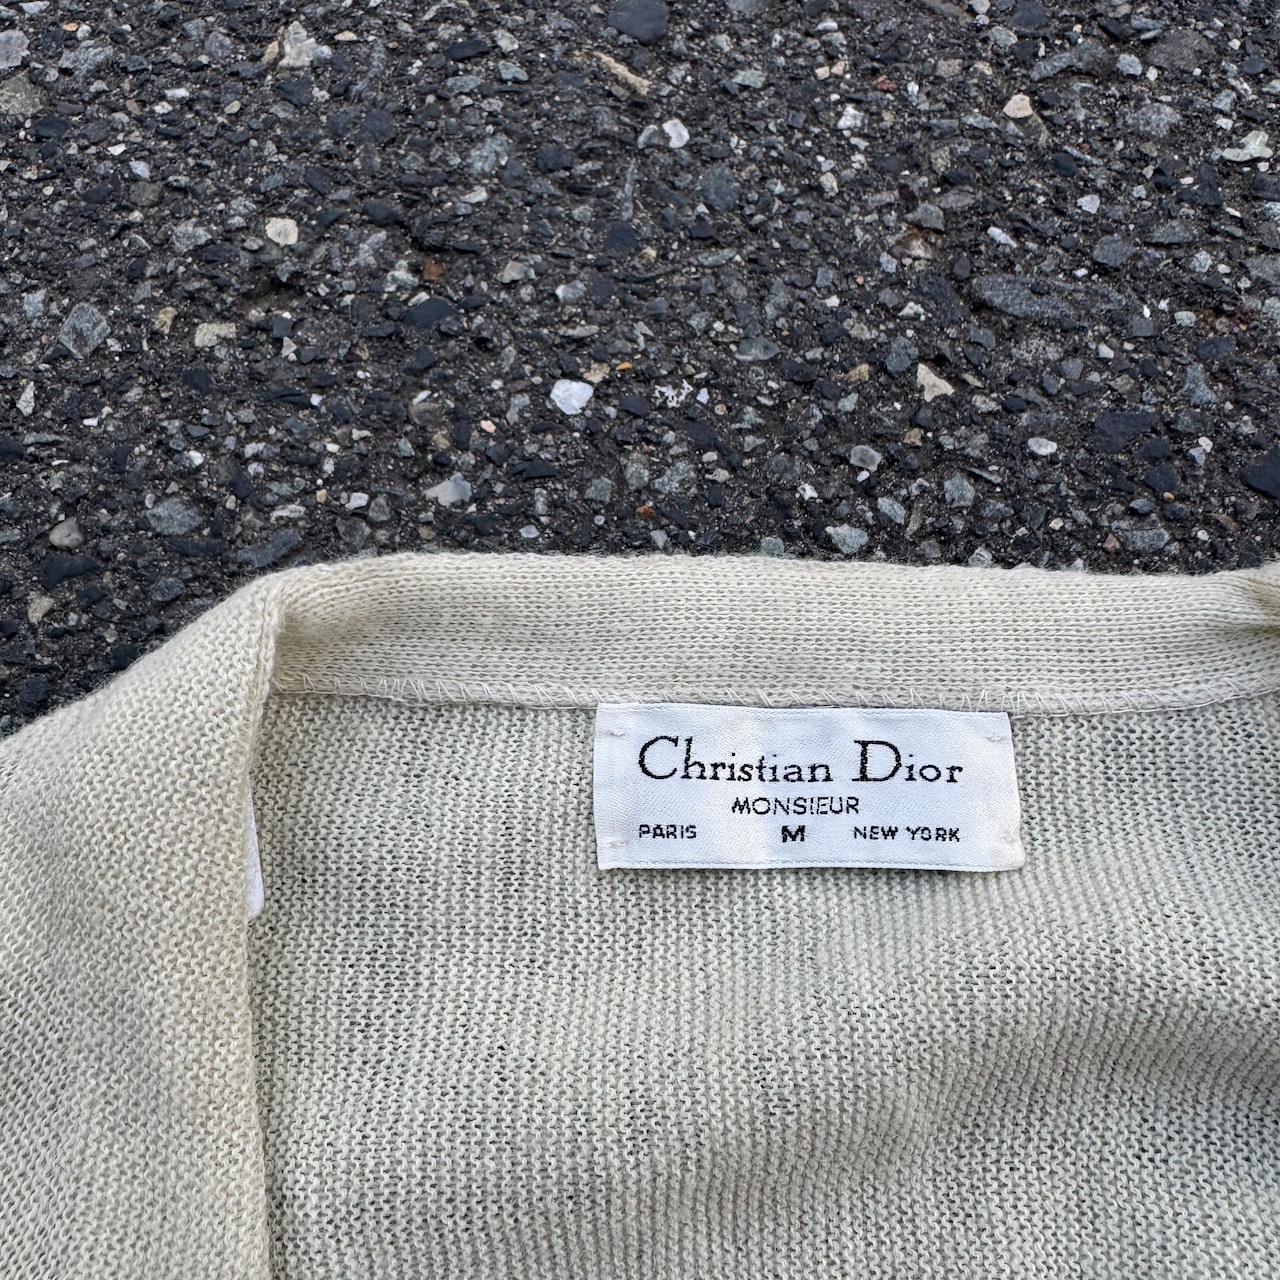 Christian Dior
MONSIEUR
PARIS M NEW YORK